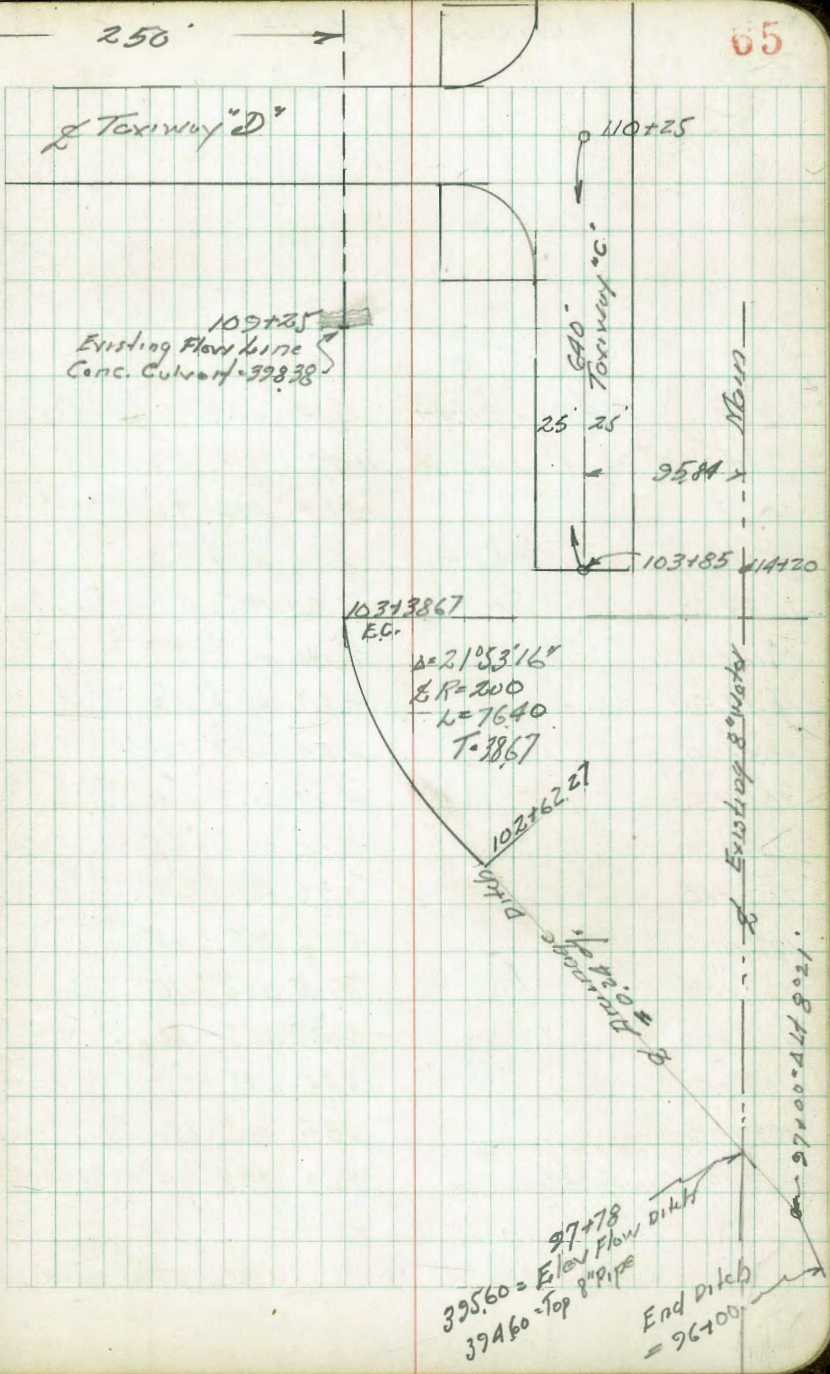 65
250'
℄ Taxiway "D"
110+25
640'
Taxiway "C"
109+25
Existing Flow Line
Conc. Culvert = 398.38
25' 25'
95.84
Main
103+85
114+20
103+38.67
E.C.
Δ=21°53'16"
℄ R=200
L=76.40
T=38.67
102+62.27
℄ Existing 8" Water
℄ Drainage Ditch
0.24%
97+00=Δ Lt 8°21'
97+78
395.60 = Elev Flow Ditch
394.60 = Top 8" Pipe
End Ditch
= 96+00